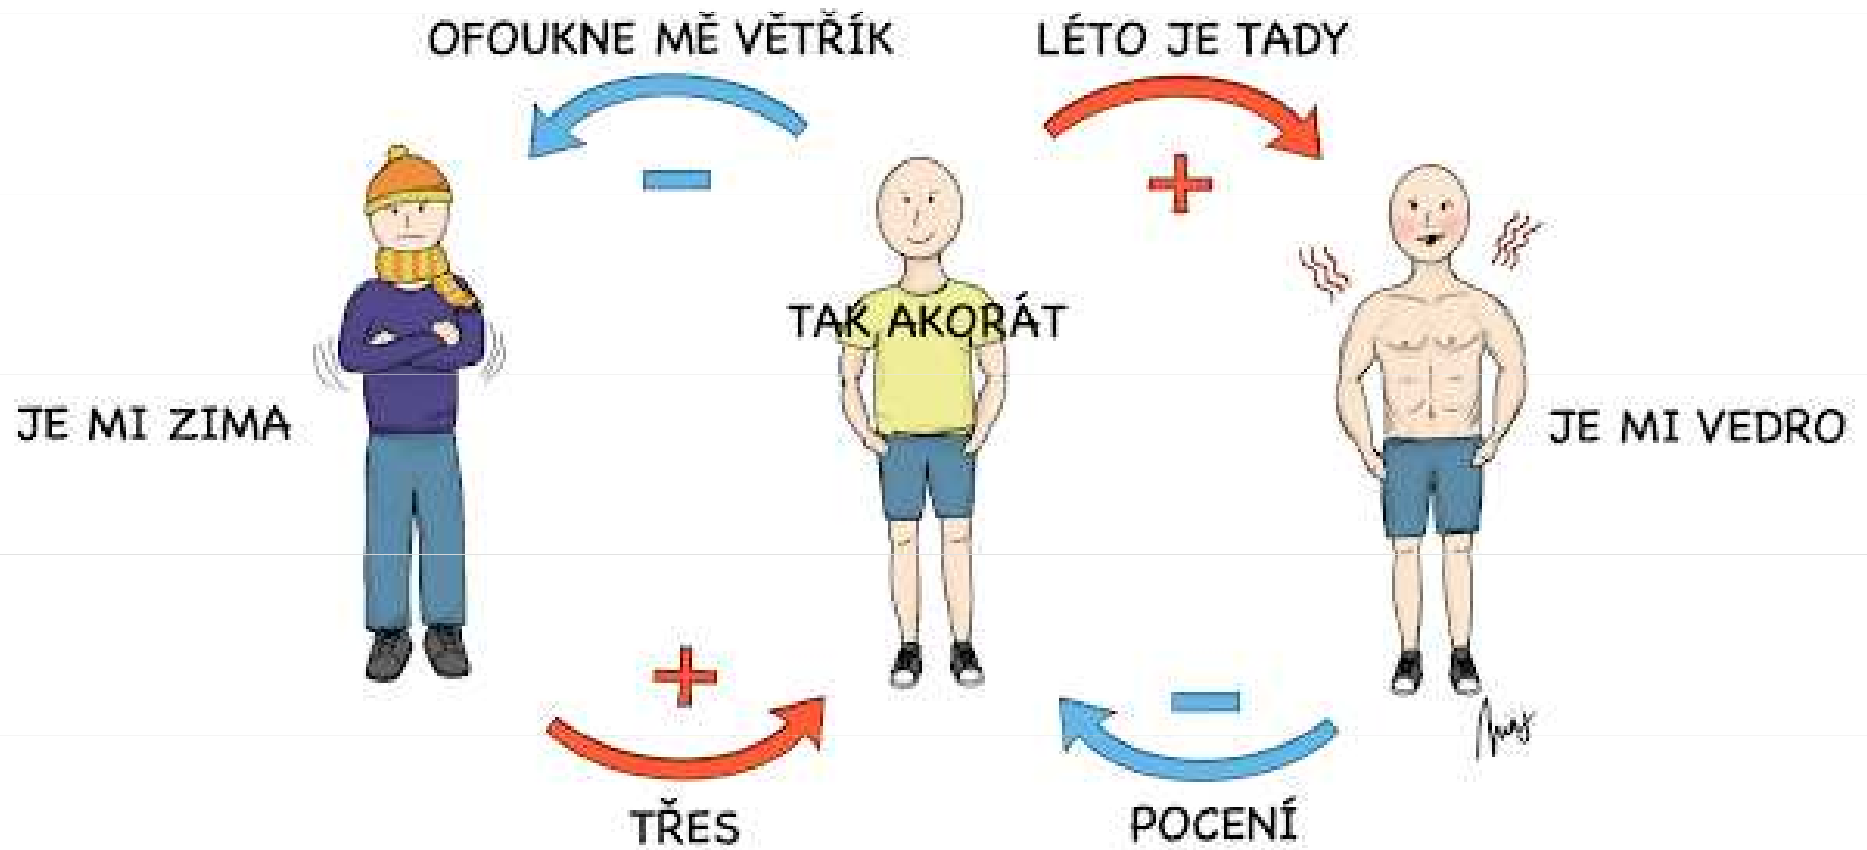 OFOUKNE MĚ VĚTŘÍK
LÉTO JE TADY
TAK AKORÁT
JE MI ZIMA
JE MI VEDRO
TŘES
POCENÍ